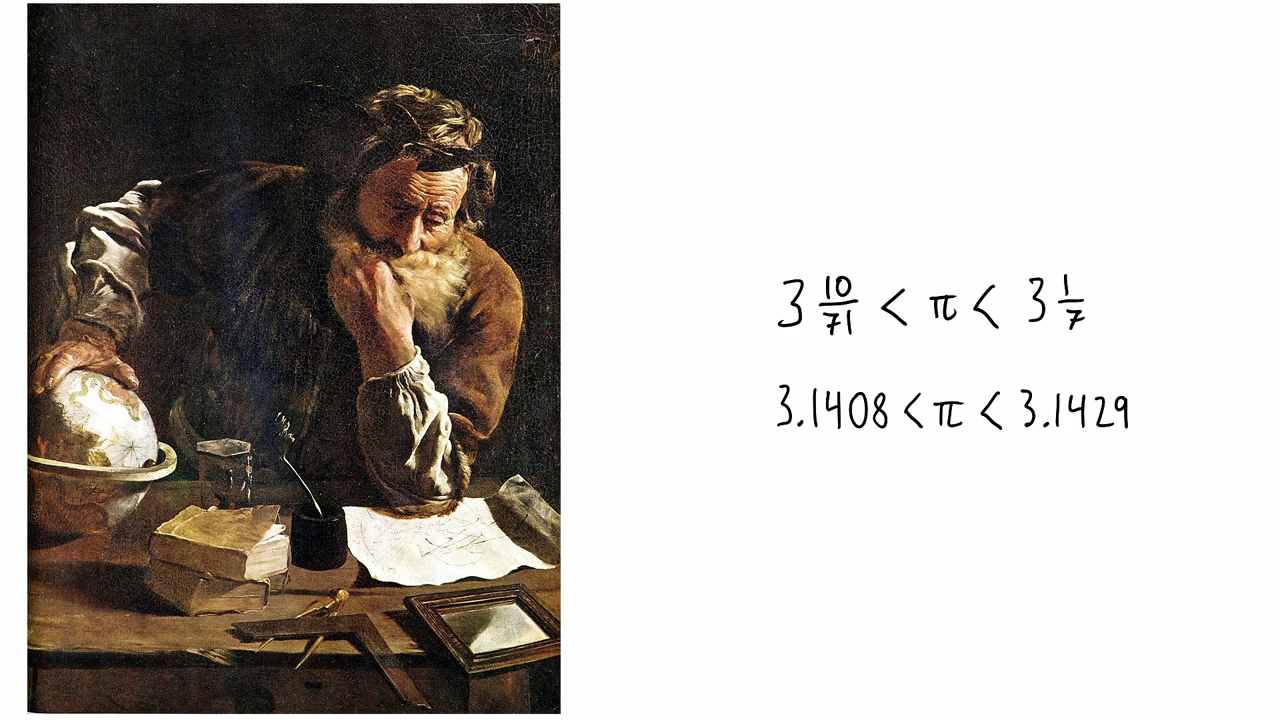 3 10/71 < π < 3 1/7
3.1408 < π < 3.1429